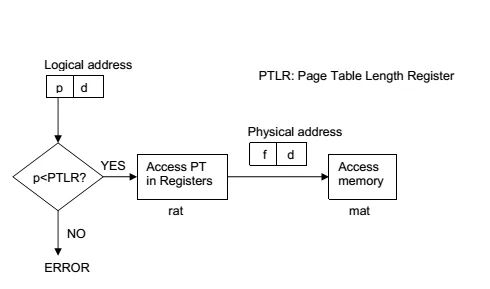 Logical address
PTLR: Page Table Length Register
p d
Physical address
f d
p<PTLR?
YES
Access PT
in Registers
Access
memory
rat
mat
NO
ERROR